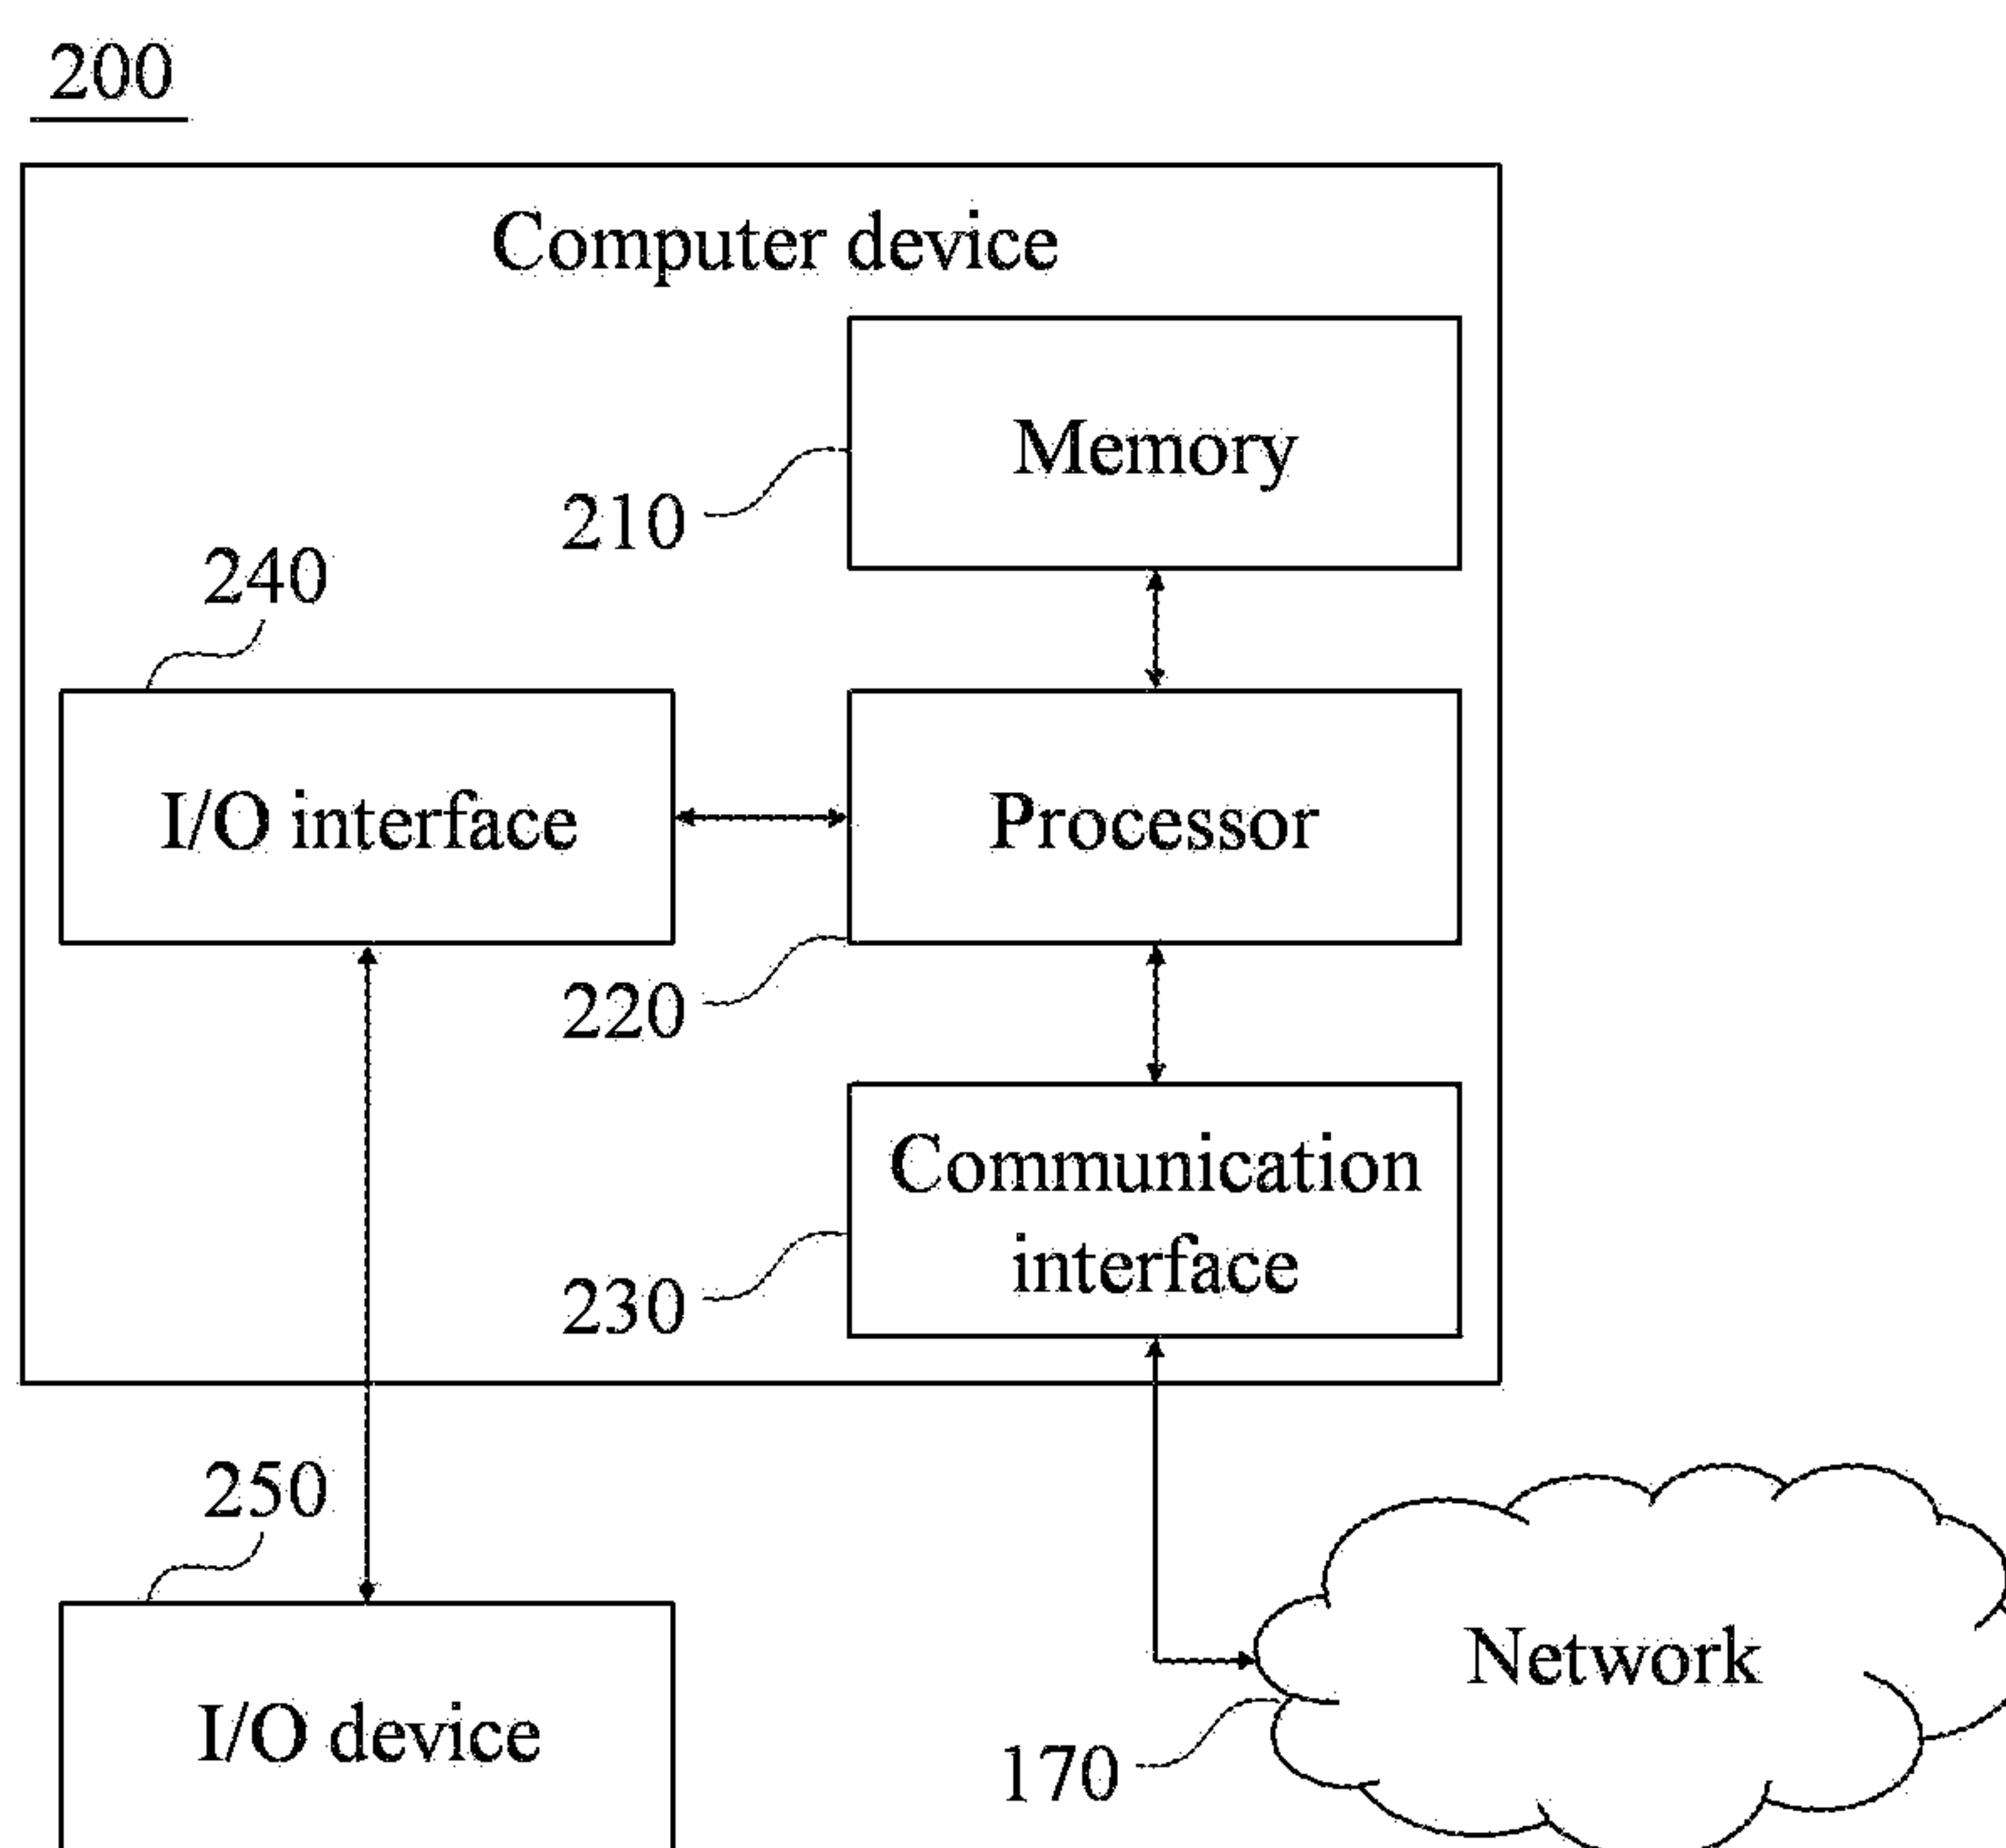 200
Computer device
Memory
210
240
I/O interface
Processor
220
Communication
interface
230
250
I/O device
Network
170